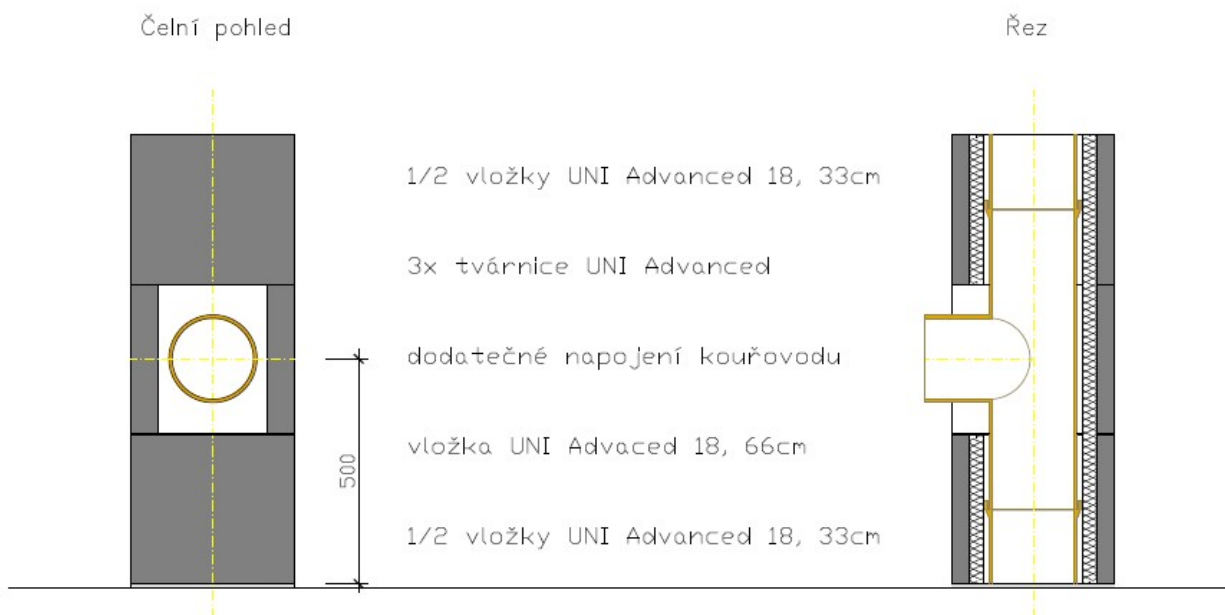 Čelní pohled
Řez
1/2 vložky UNI Advanced 18, 33cm
3x tvárnice UNI Advanced
dodatečné napojení kouřovodu
vložka UNI Advaced 18, 66cm
500
1/2 vložky UNI Advanced 18, 33cm